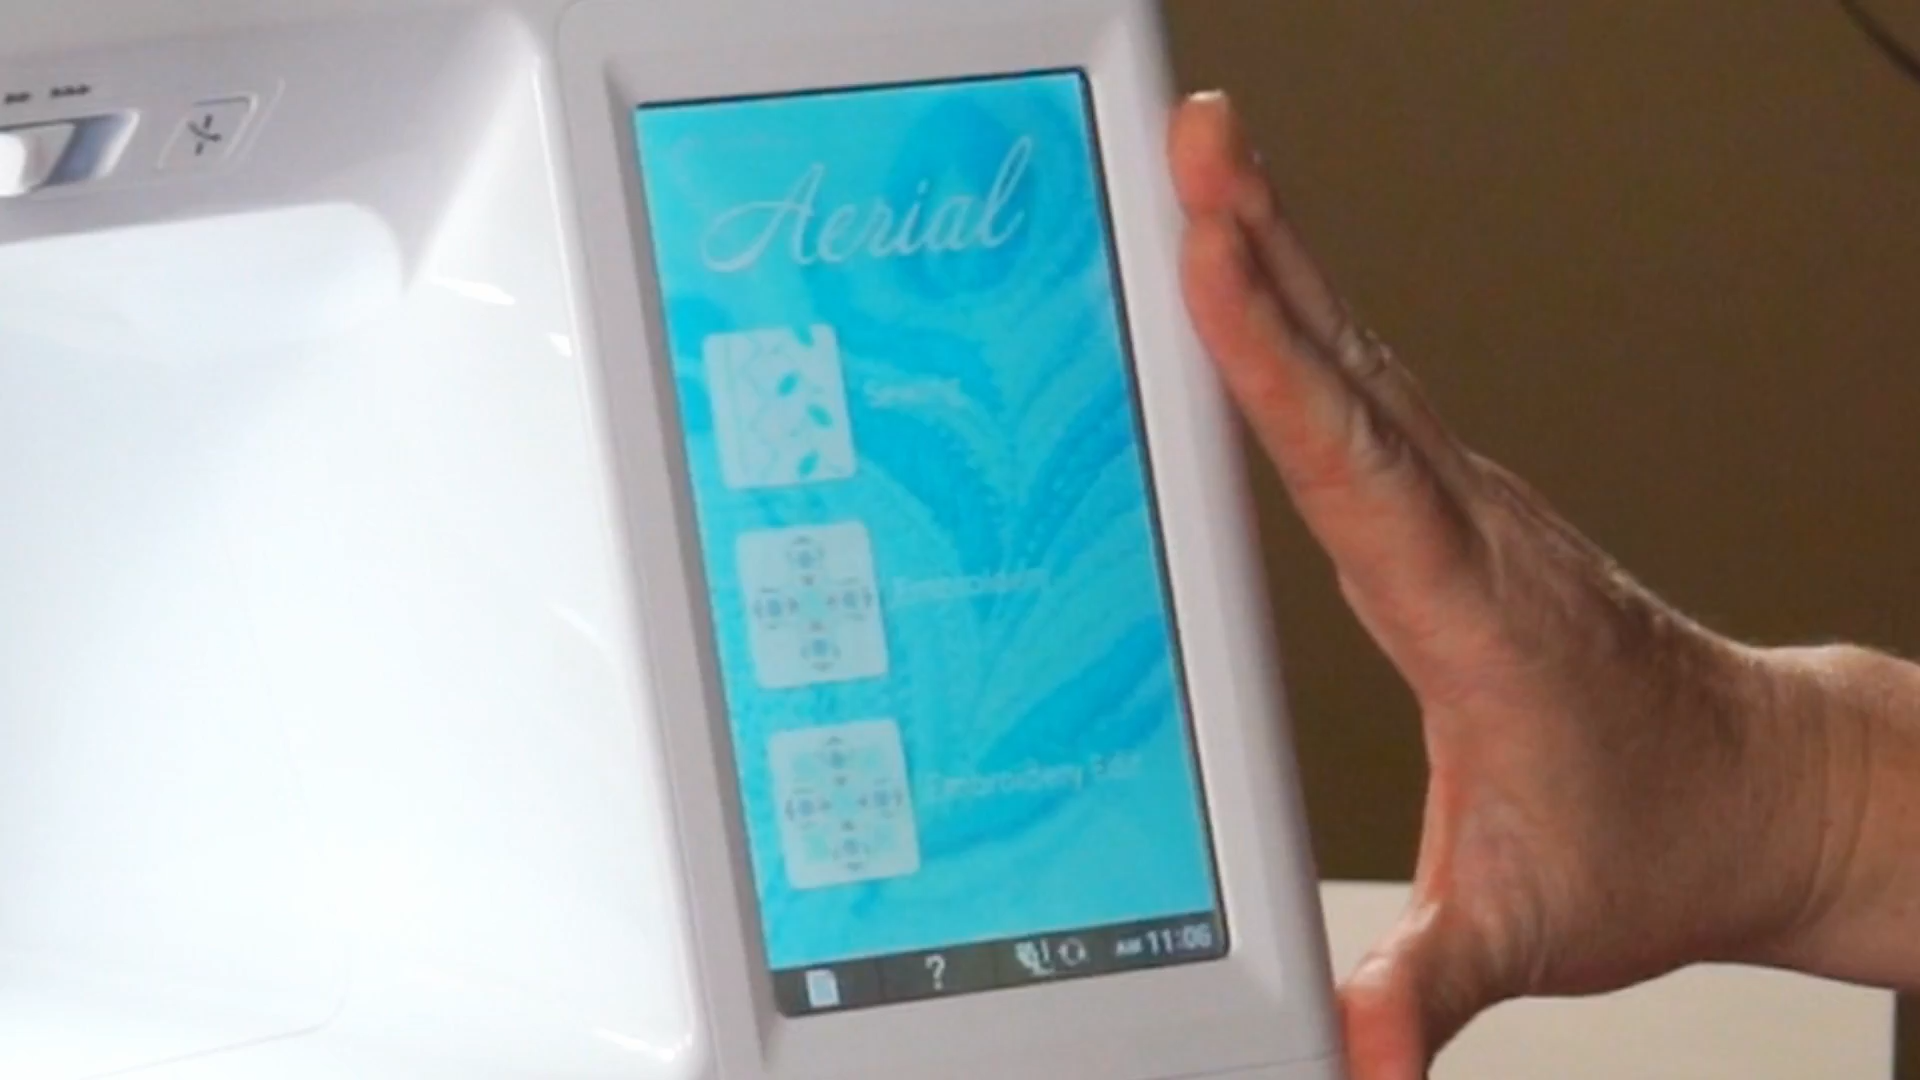 Aerial
Sewing
Embroidery
Embroidery Edit
? AM 11:06